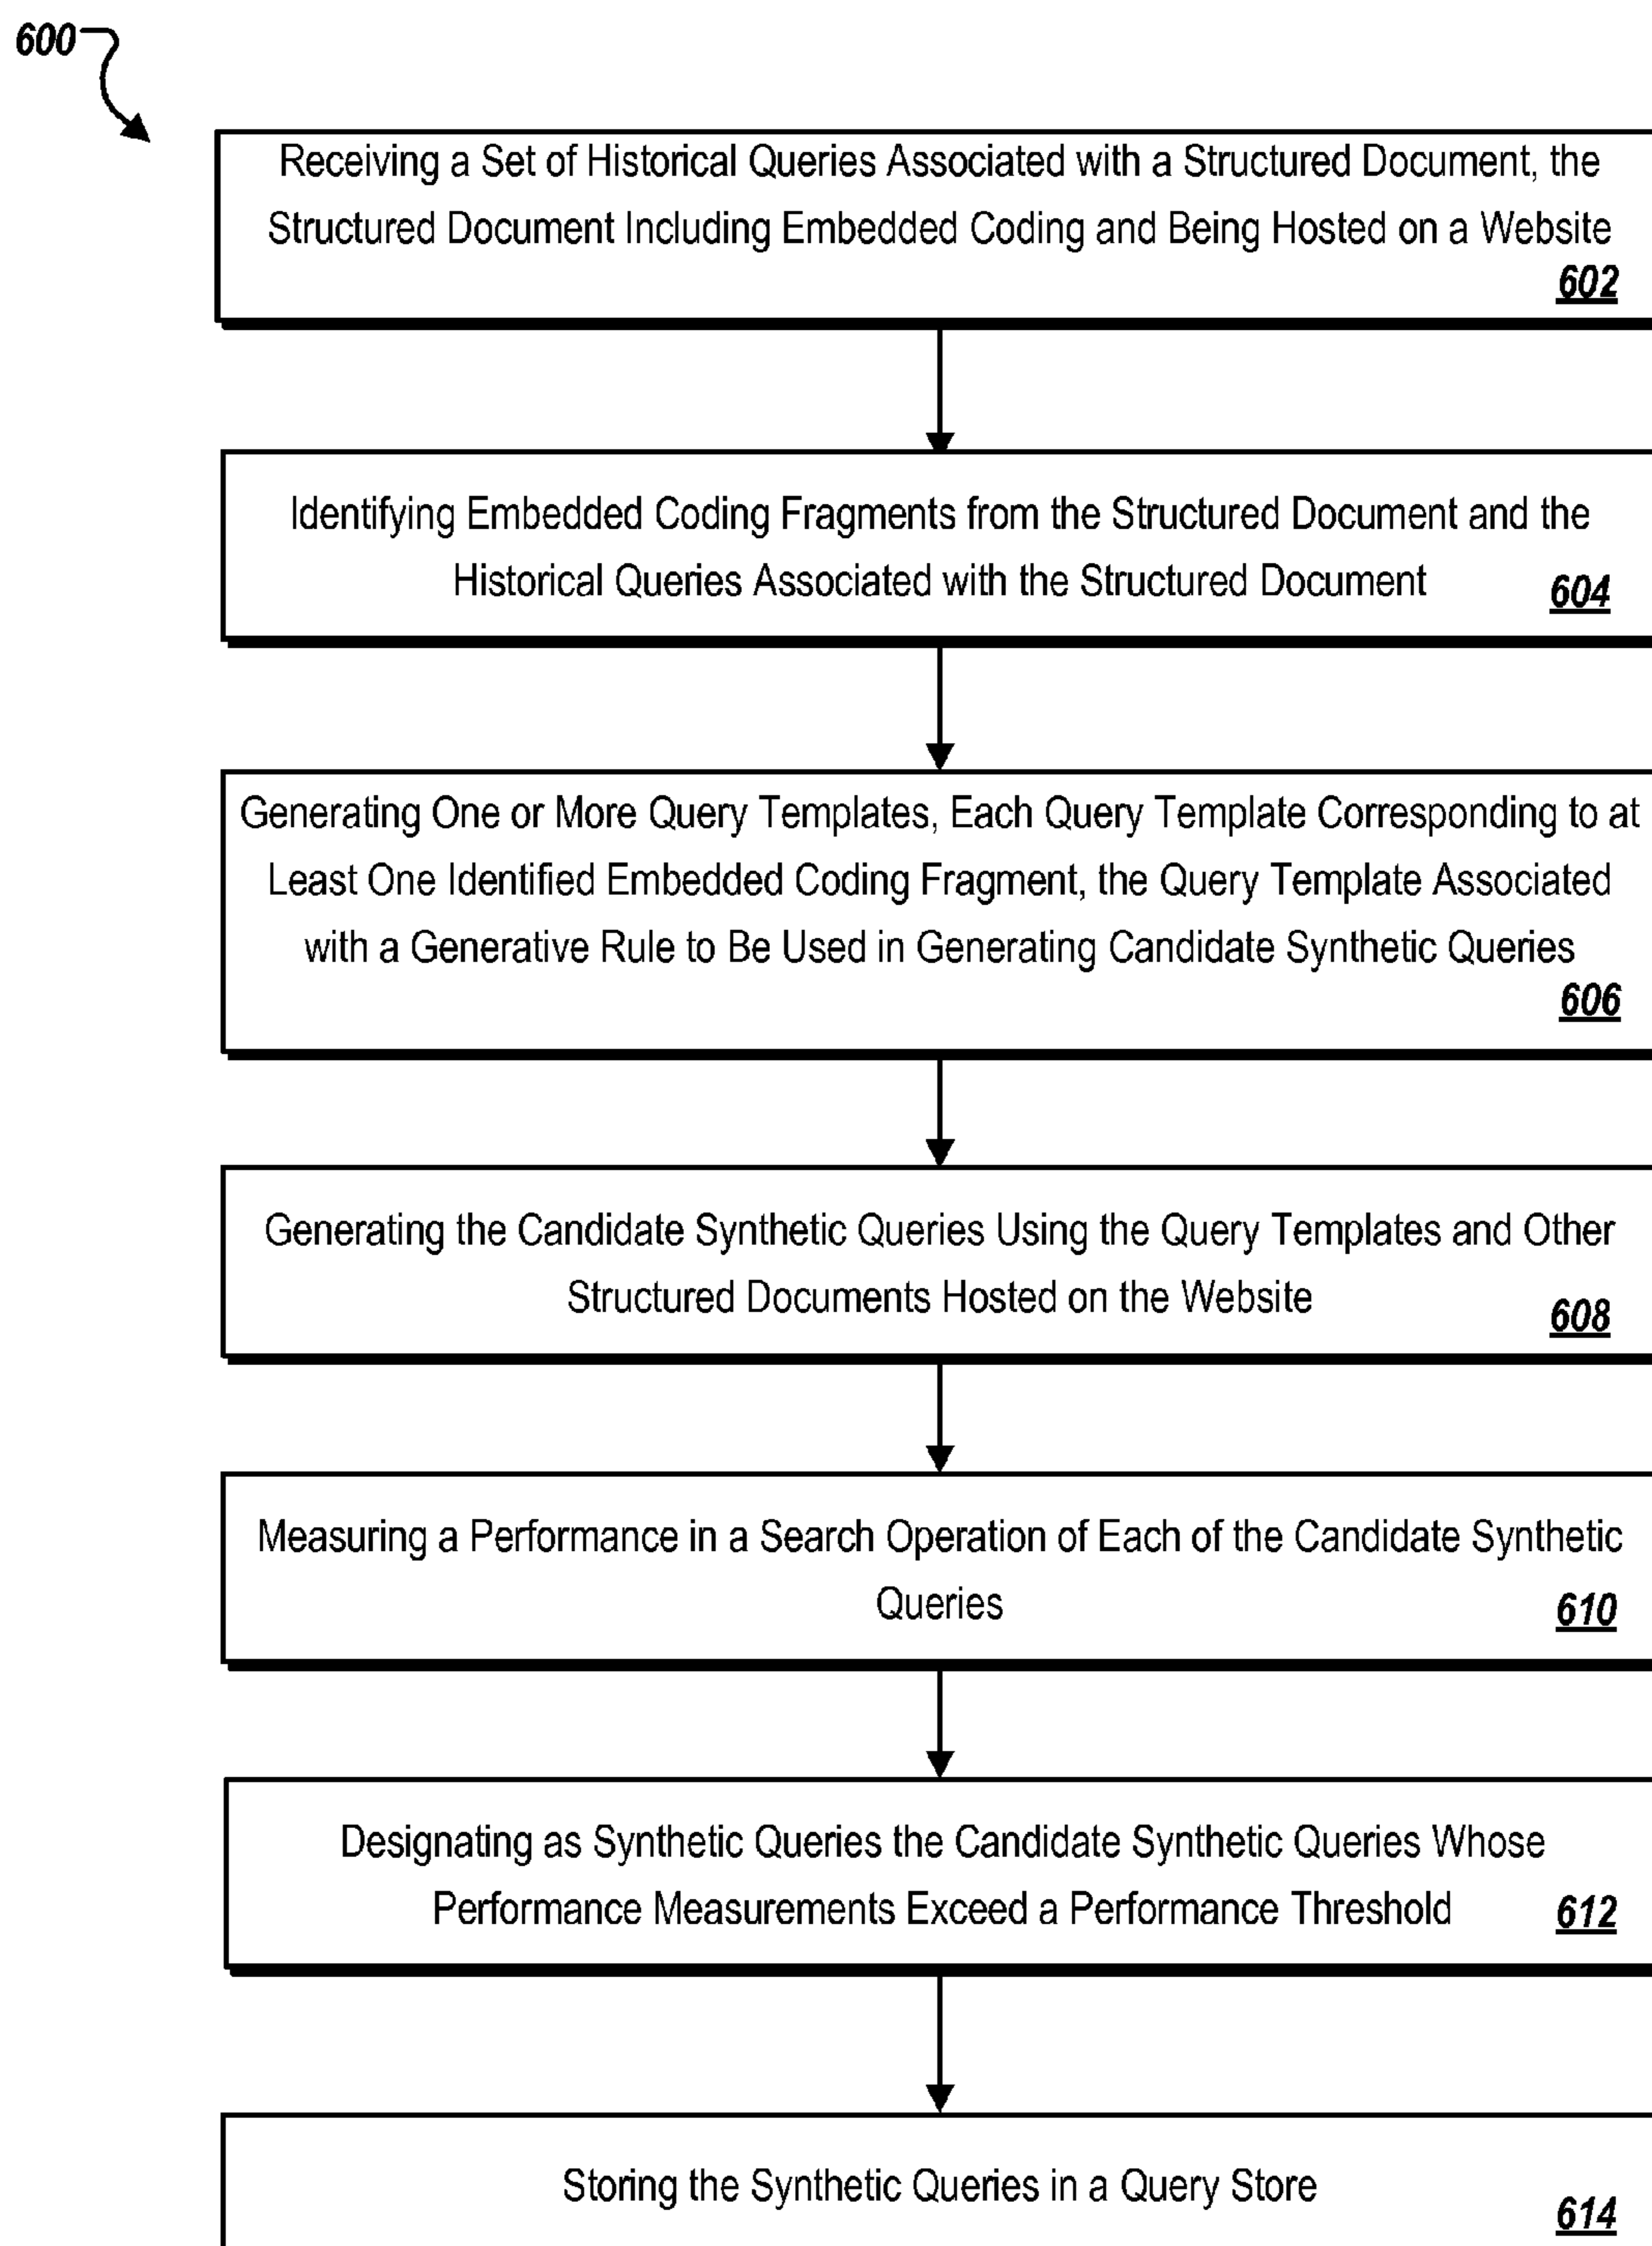 600
Receiving a Set of Historical Queries Associated with a Structured Document, the
Structured Document Including Embedded Coding and Being Hosted on a Website
602
Identifying Embedded Coding Fragments from the Structured Document and the
Historical Queries Associated with the Structured Document
604
Generating One or More Query Templates, Each Query Template Corresponding to at
Least One Identified Embedded Coding Fragment, the Query Template Associated
with a Generative Rule to Be Used in Generating Candidate Synthetic Queries
606
Generating the Candidate Synthetic Queries Using the Query Templates and Other
Structured Documents Hosted on the Website
608
Measuring a Performance in a Search Operation of Each of the Candidate Synthetic
Queries
610
Designating as Synthetic Queries the Candidate Synthetic Queries Whose
Performance Measurements Exceed a Performance Threshold
612
Storing the Synthetic Queries in a Query Store
614